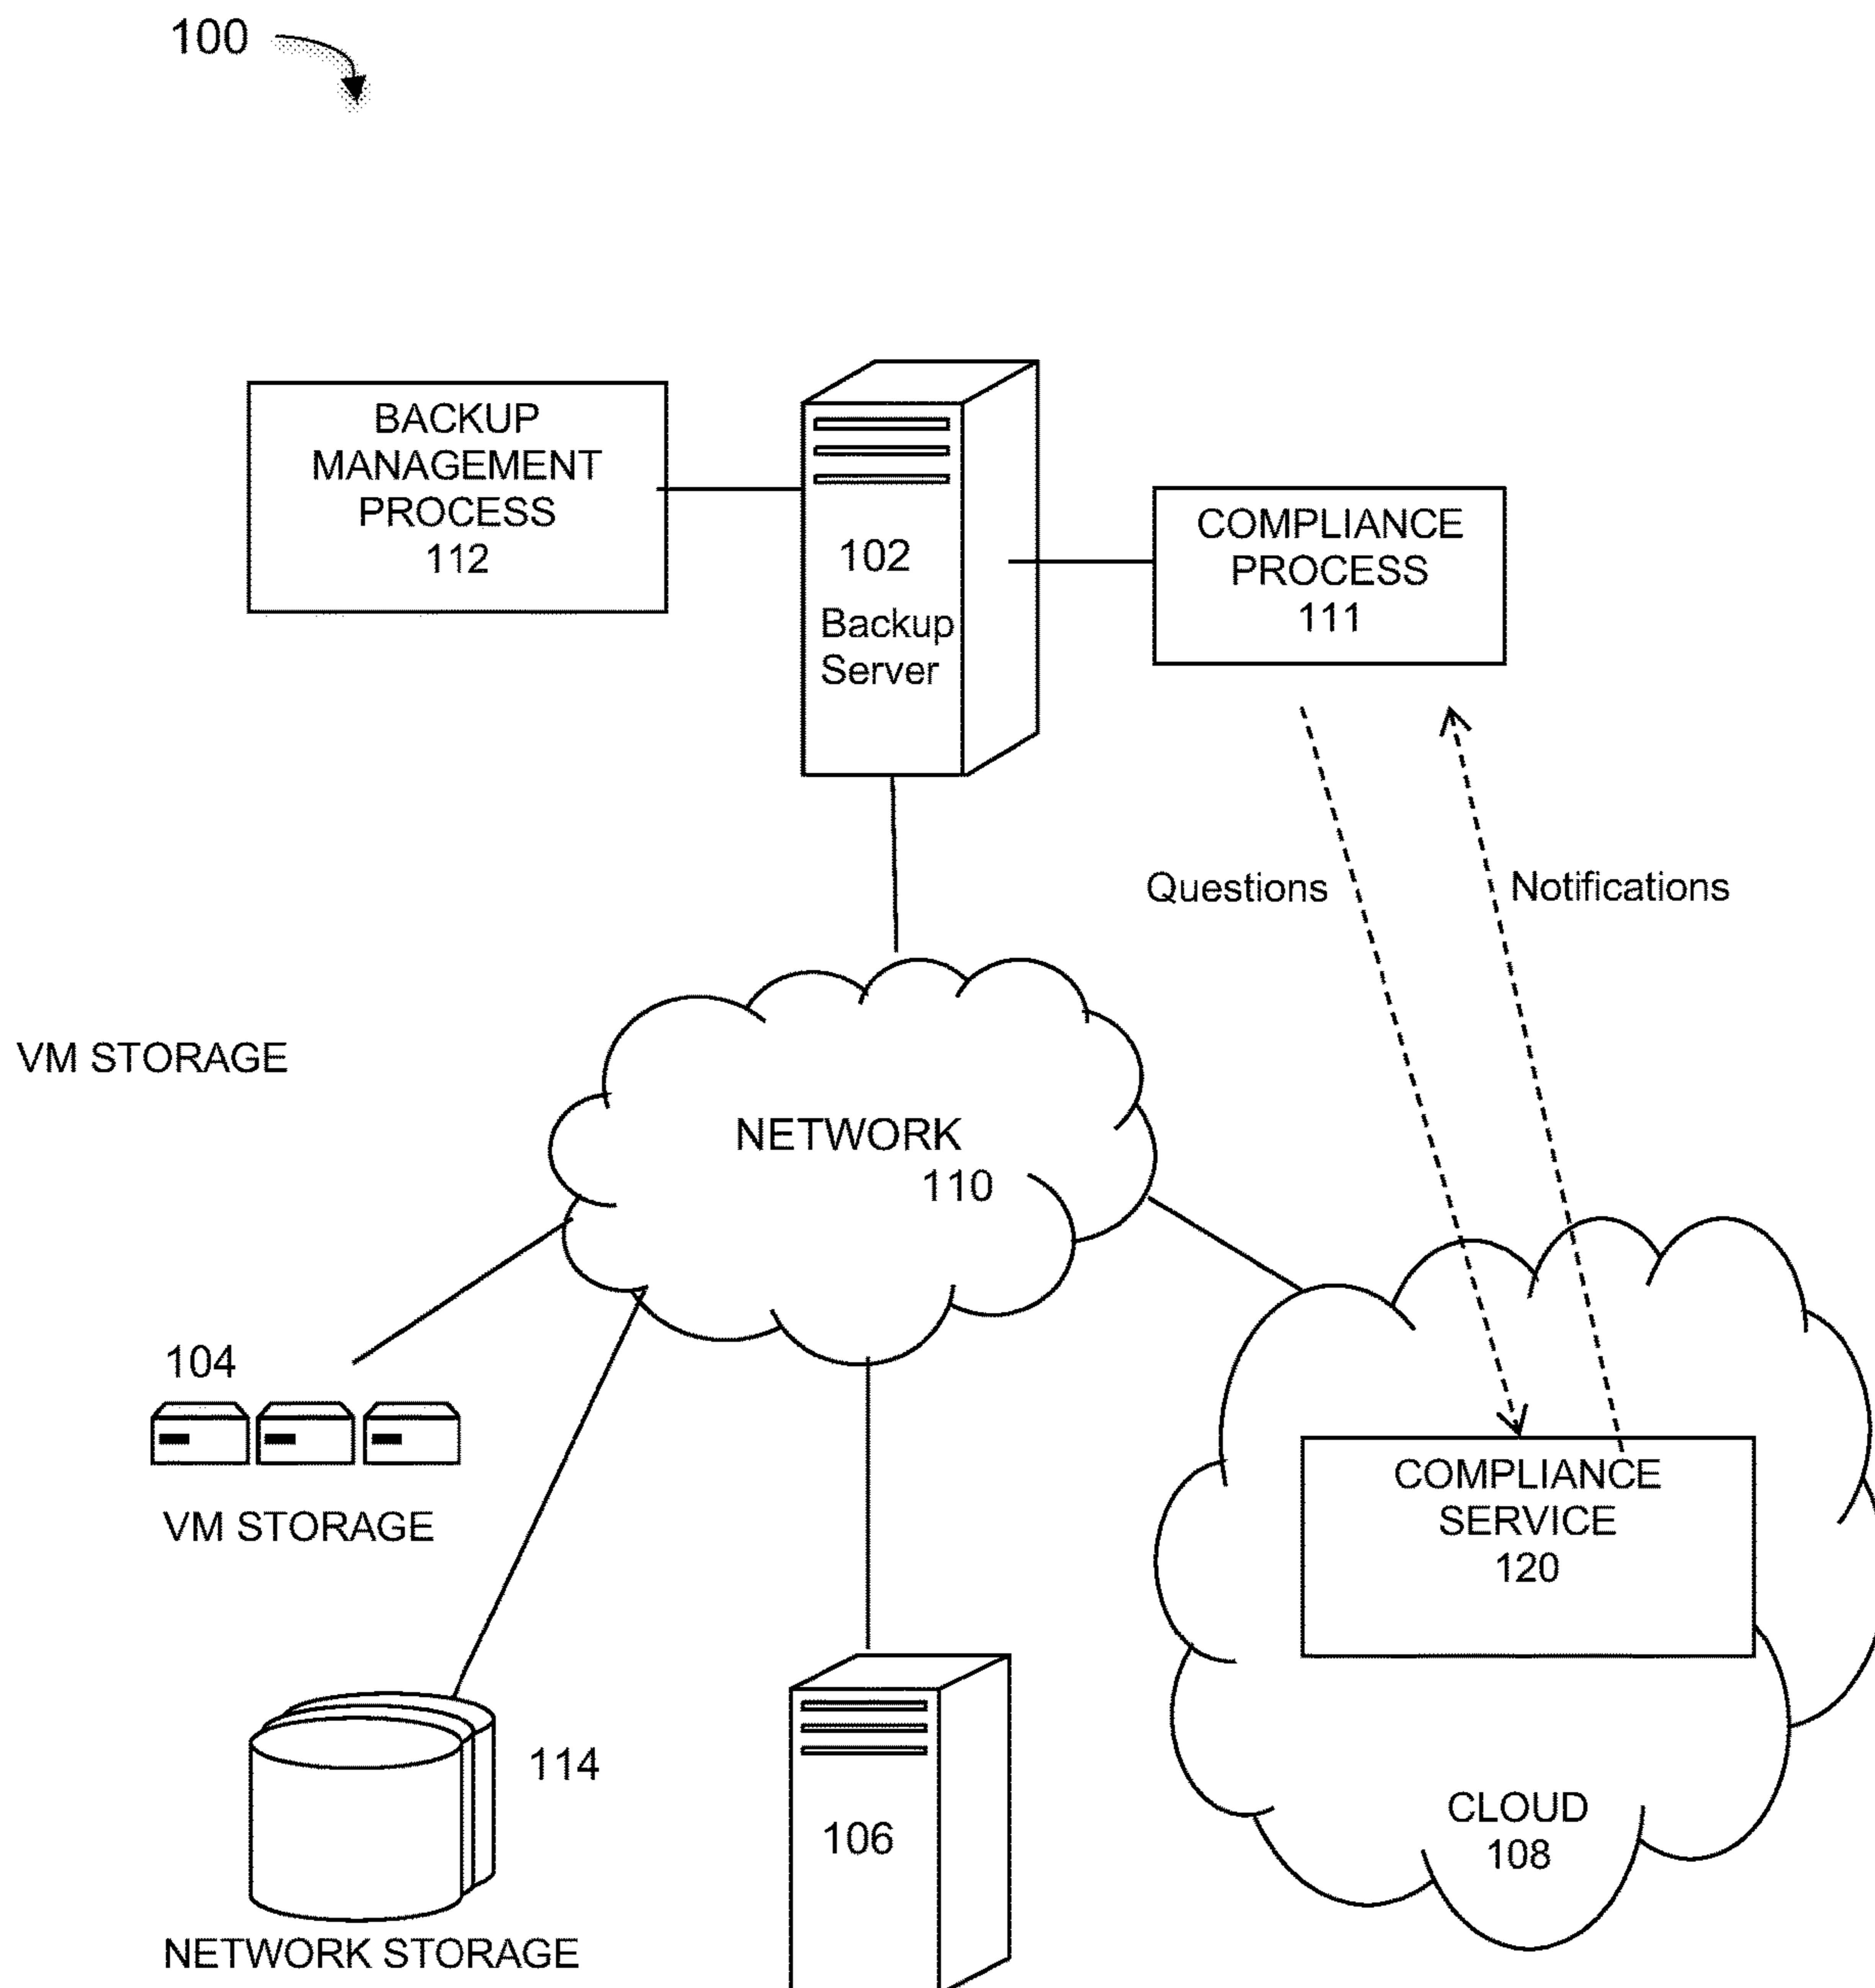 100
BACKUP
MANAGEMENT
PROCESS
112
102
Backup
Server
COMPLIANCE
PROCESS
111
Questions
Notifications
VM STORAGE
NETWORK
110
104
VM STORAGE
COMPLIANCE
SERVICE
120
114
NETWORK STORAGE
106
CLOUD
108